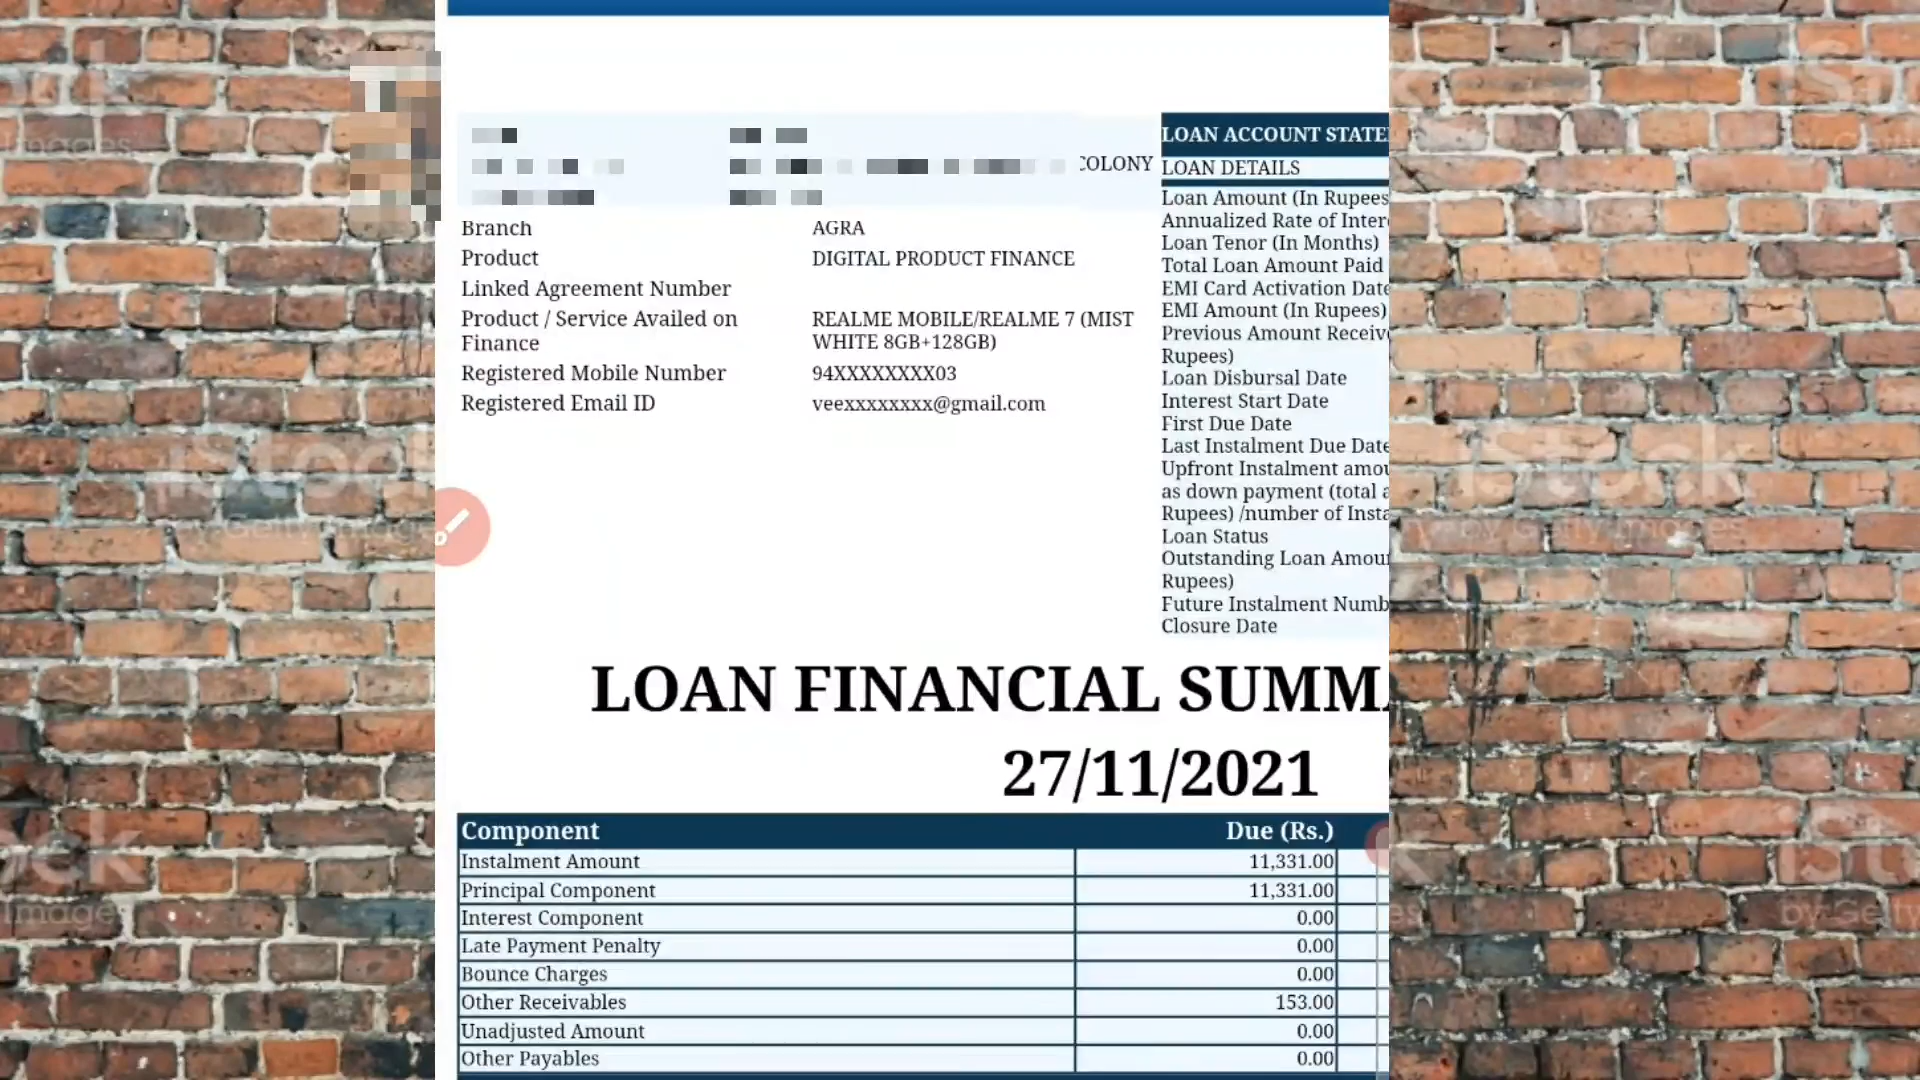 COLONY
Branch AGRA
Product DIGITAL PRODUCT FINANCE
Linked Agreement Number
Product / Service Availed on Finance REALME MOBILE/REALME 7 (MIST WHITE 8GB+128GB)
Registered Mobile Number 94XXXXXXXX03
Registered Email ID veexxxxxxxx@gmail.com
LOAN ACCOUNT STATE
LOAN DETAILS
Loan Amount (In Rupees
Annualized Rate of Inter
Loan Tenor (In Months)
Total Loan Amount Paid
EMI Card Activation Date
EMI Amount (In Rupees)
Previous Amount Receiv
Rupees)
Loan Disbursal Date
Interest Start Date
First Due Date
Last Instalment Due Date
Upfront Instalment amou
as down payment (total a
Rupees) /number of Insta
Loan Status
Outstanding Loan Amou
Rupees)
Future Instalment Numb
Closure Date
LOAN FINANCIAL SUMMA
27/11/2021
Component Due (Rs.)
Instalment Amount 11,331.00
Principal Component 11,331.00
Interest Component 0.00
Late Payment Penalty 0.00
Bounce Charges 0.00
Other Receivables 153.00
Unadjusted Amount 0.00
Other Payables 0.00
iStock
by Getty Images